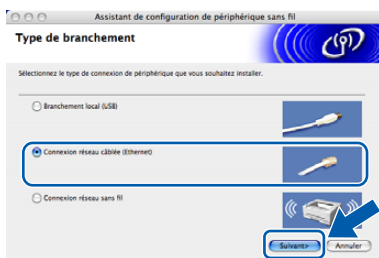 Assistant de configuration de périphérique sans fil
Type de branchement
Sélectionnez le type de connexion de périphérique que vous souhaitez installer.
Branchement local (USB)
Connexion réseau câblée (Ethernet)
Connexion réseau sans fil
Suivant> Annuler